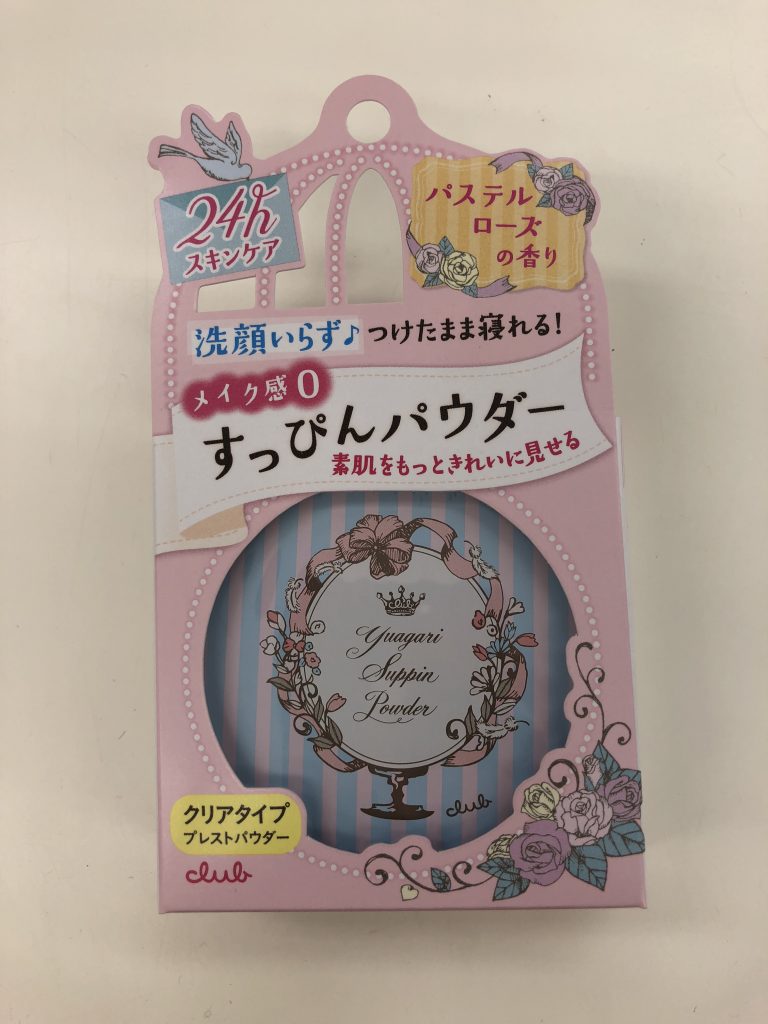 24h
スキンケア
パステル
ローズ
の香り
洗顔いらず♪つけたまま寝れる!
メイク感0
すっぴんパウダー
素肌をもっときれいに見せる
club
Yuagari
Suppin
Powder
club
クリアタイプ
プレストパウダー
club